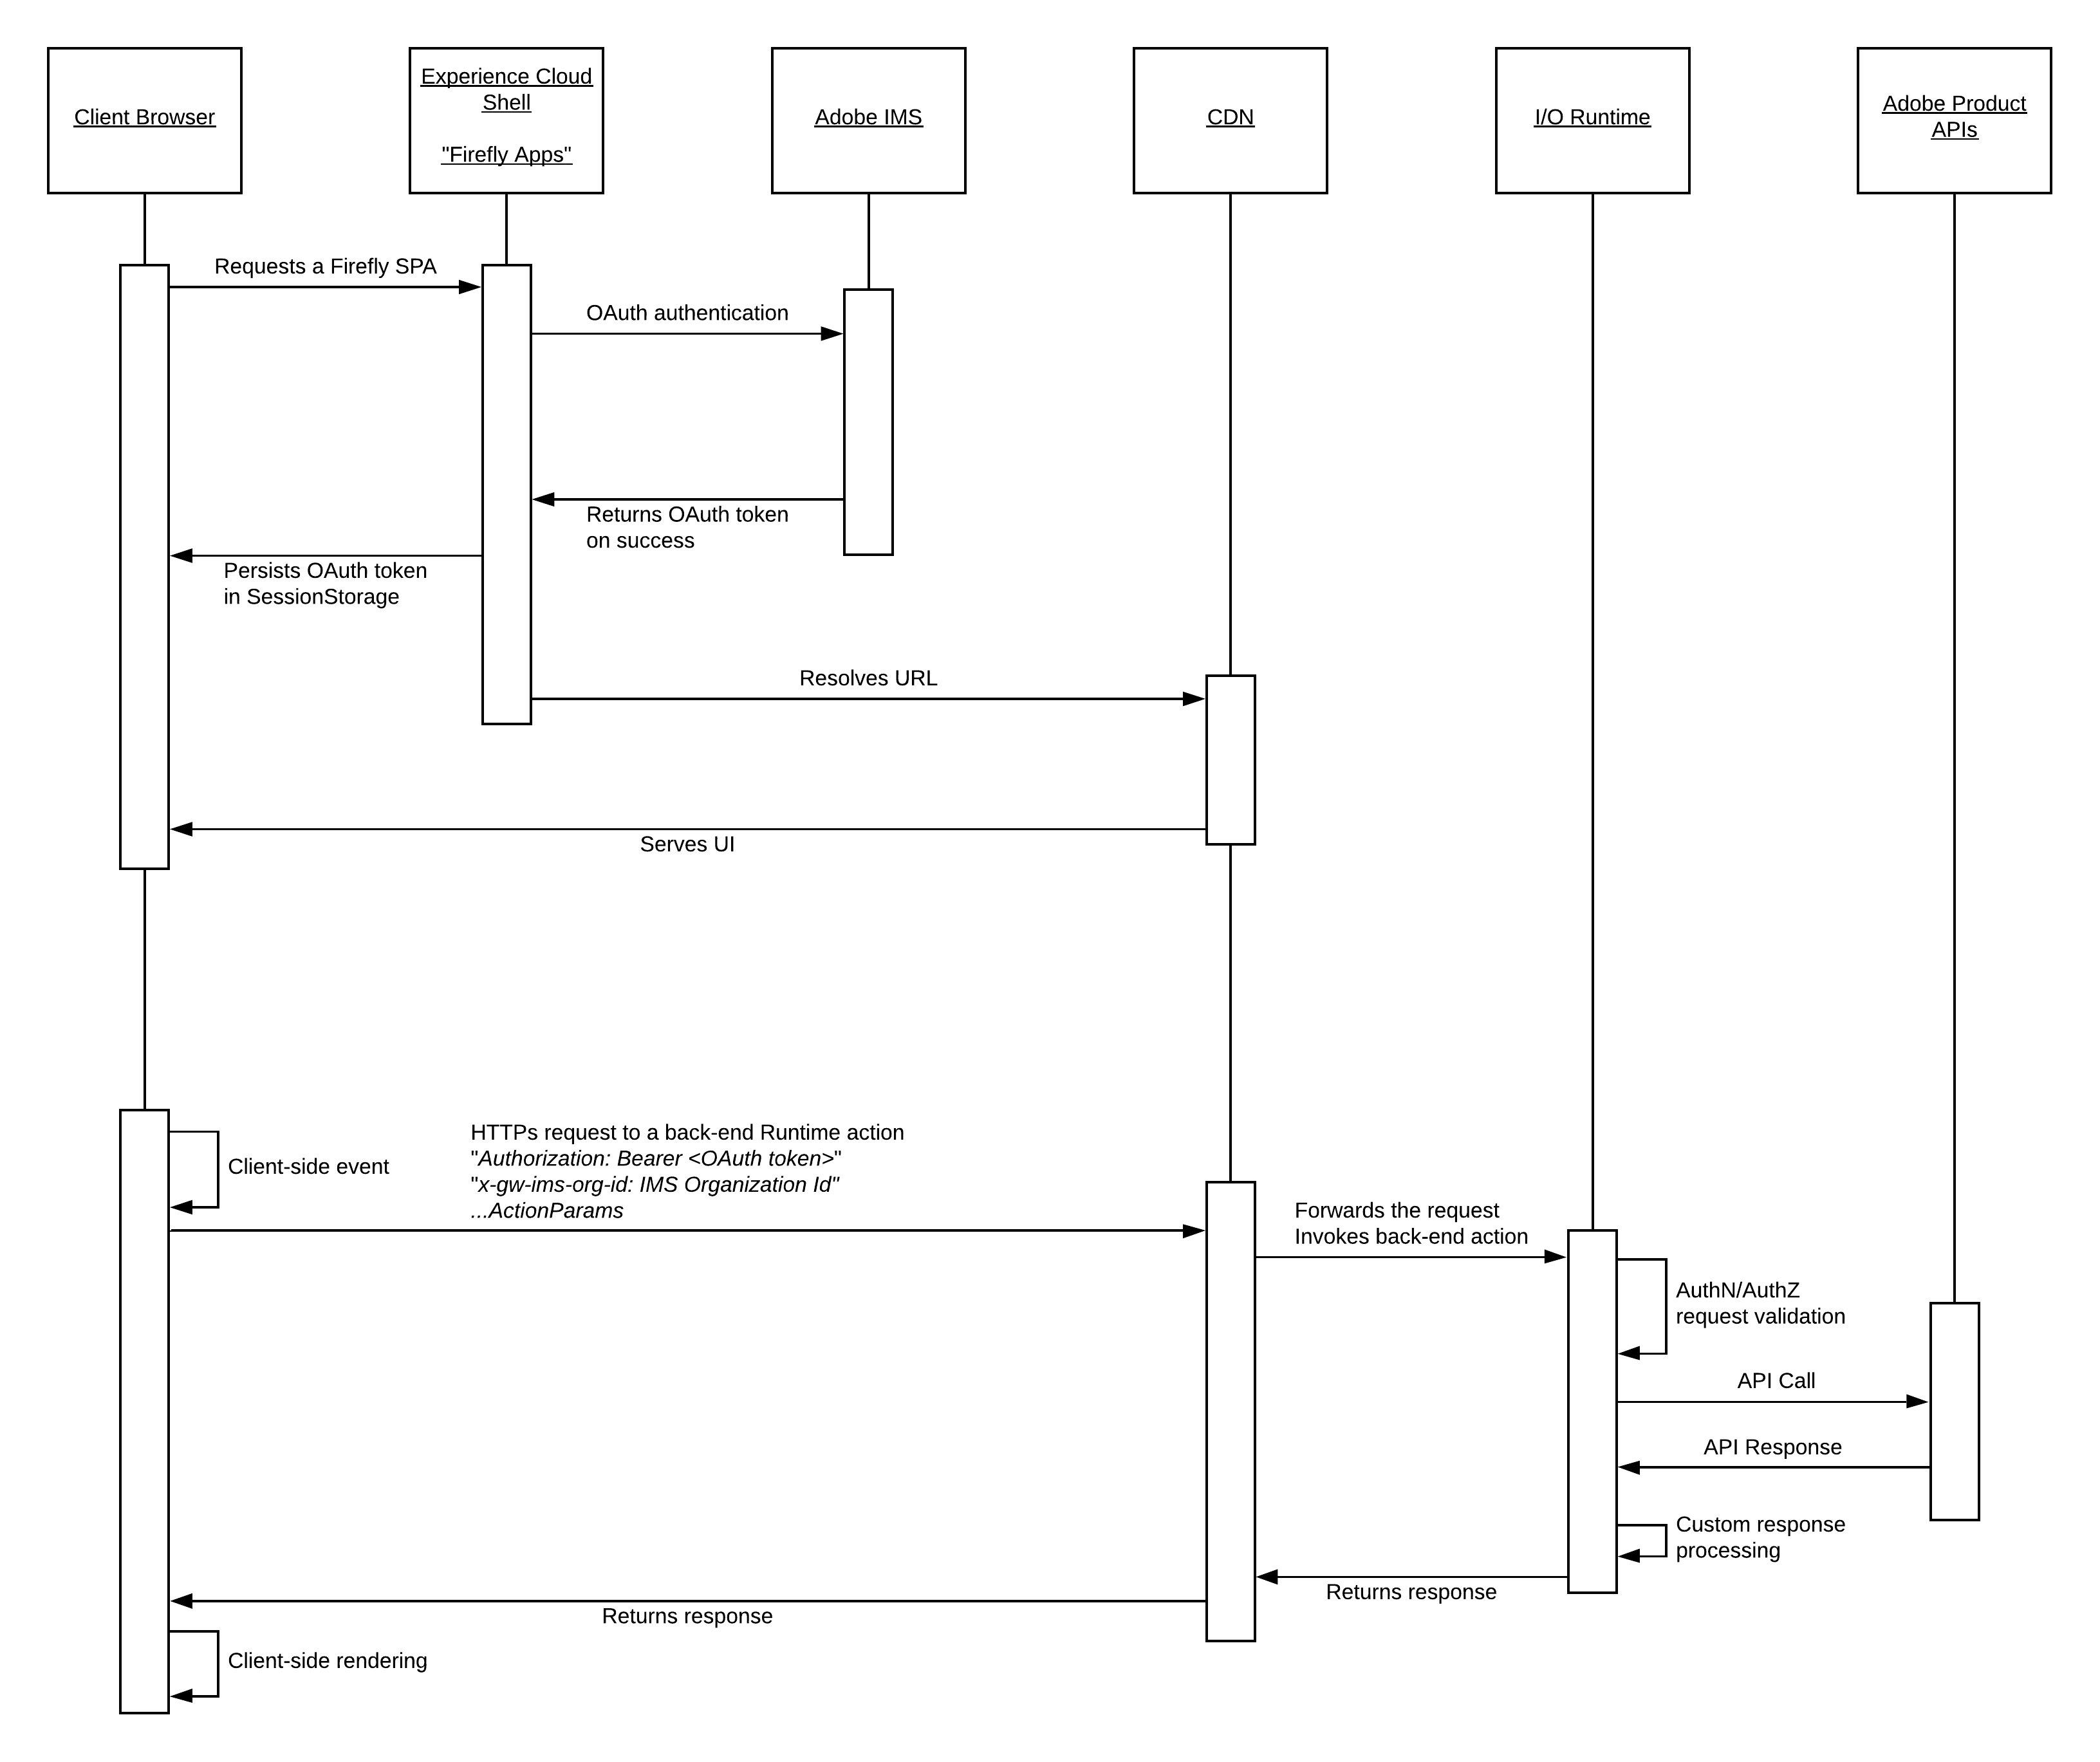 Client Browser
Experience Cloud
Shell
"Firefly Apps"
Adobe IMS
CDN
I/O Runtime
Adobe Product
APIs
Requests a Firefly SPA
OAuth authentication
Returns OAuth token
on success
Persists OAuth token
in SessionStorage
Resolves URL
Serves UI
Client-side event
HTTPs request to a back-end Runtime action
"Authorization: Bearer <OAuth token>"
"x-gw-ims-org-id: IMS Organization Id"
...ActionParams
Forwards the request
Invokes back-end action
AuthN/AuthZ
request validation
API Call
API Response
Custom response
processing
Returns response
Returns response
Client-side rendering